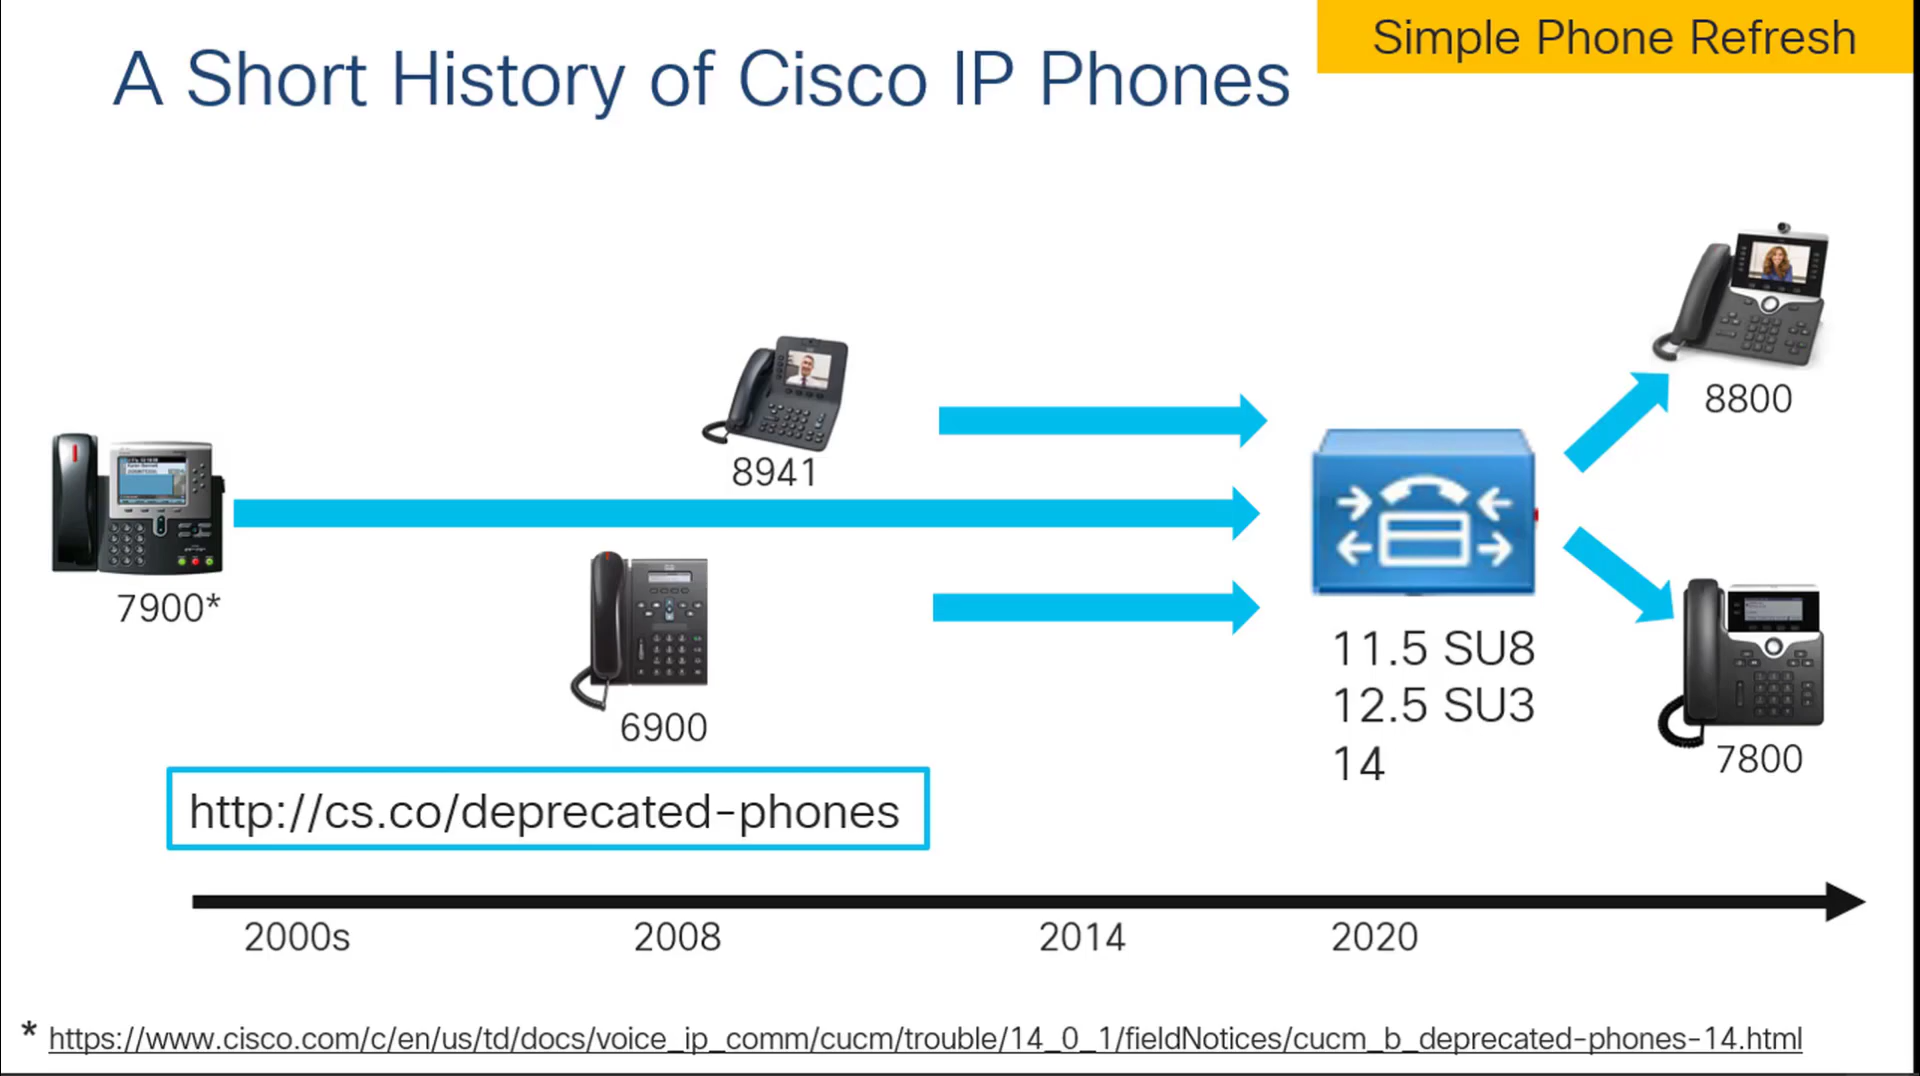 Simple Phone Refresh
A Short History of Cisco IP Phones
8800
8941
7900*
6900
11.5 SU8
12.5 SU3
14
7800
http://cs.co/deprecated-phones
2000s
2008
2014
2020
* https://www.cisco.com/c/en/us/td/docs/voice_ip_comm/cucm/trouble/14_0_1/fieldNotices/cucm_b_deprecated-phones-14.html